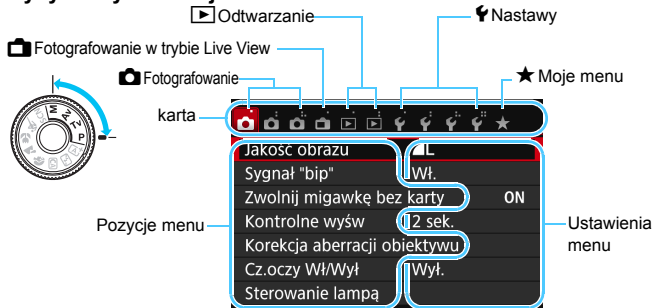 Odtwarzanie
Nastawy
Fotografowanie w trybie Live View
Fotografowanie
Moje menu
karta
M
Av
Tv
P
Jakość obrazu L
Sygnał "bip" Wł.
Zwolnij migawkę bez karty ON
Pozycje menu
Kontrolne wyśw 2 sek.
Ustawienia menu
Korekcja aberracji obiektywu
Cz.oczy Wł/Wył Wył.
Sterowanie lampą